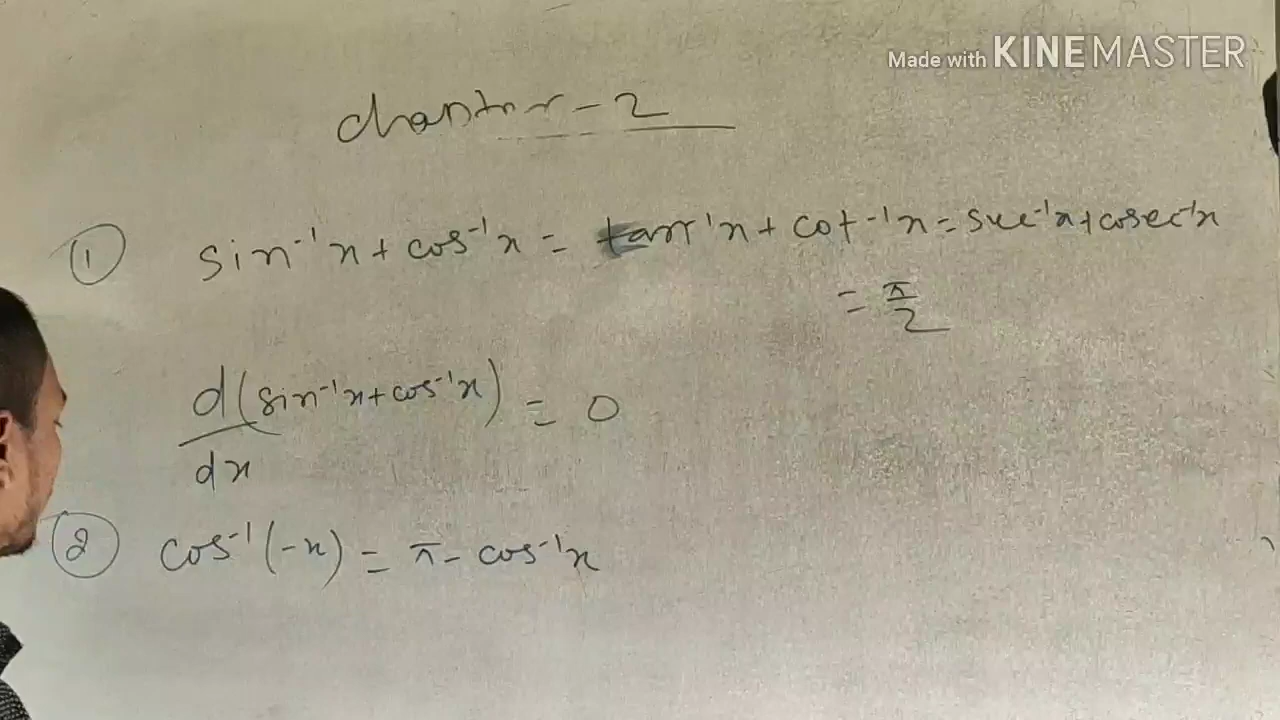 Made with KINEMASTER
chapter-2
① sin⁻¹x + cos⁻¹x = tan⁻¹x + cot⁻¹x = sec⁻¹x + cosec⁻¹x
= π/2
d(sin⁻¹x + cos⁻¹x)/dx = 0
② cos⁻¹(-x) = π - cos⁻¹x